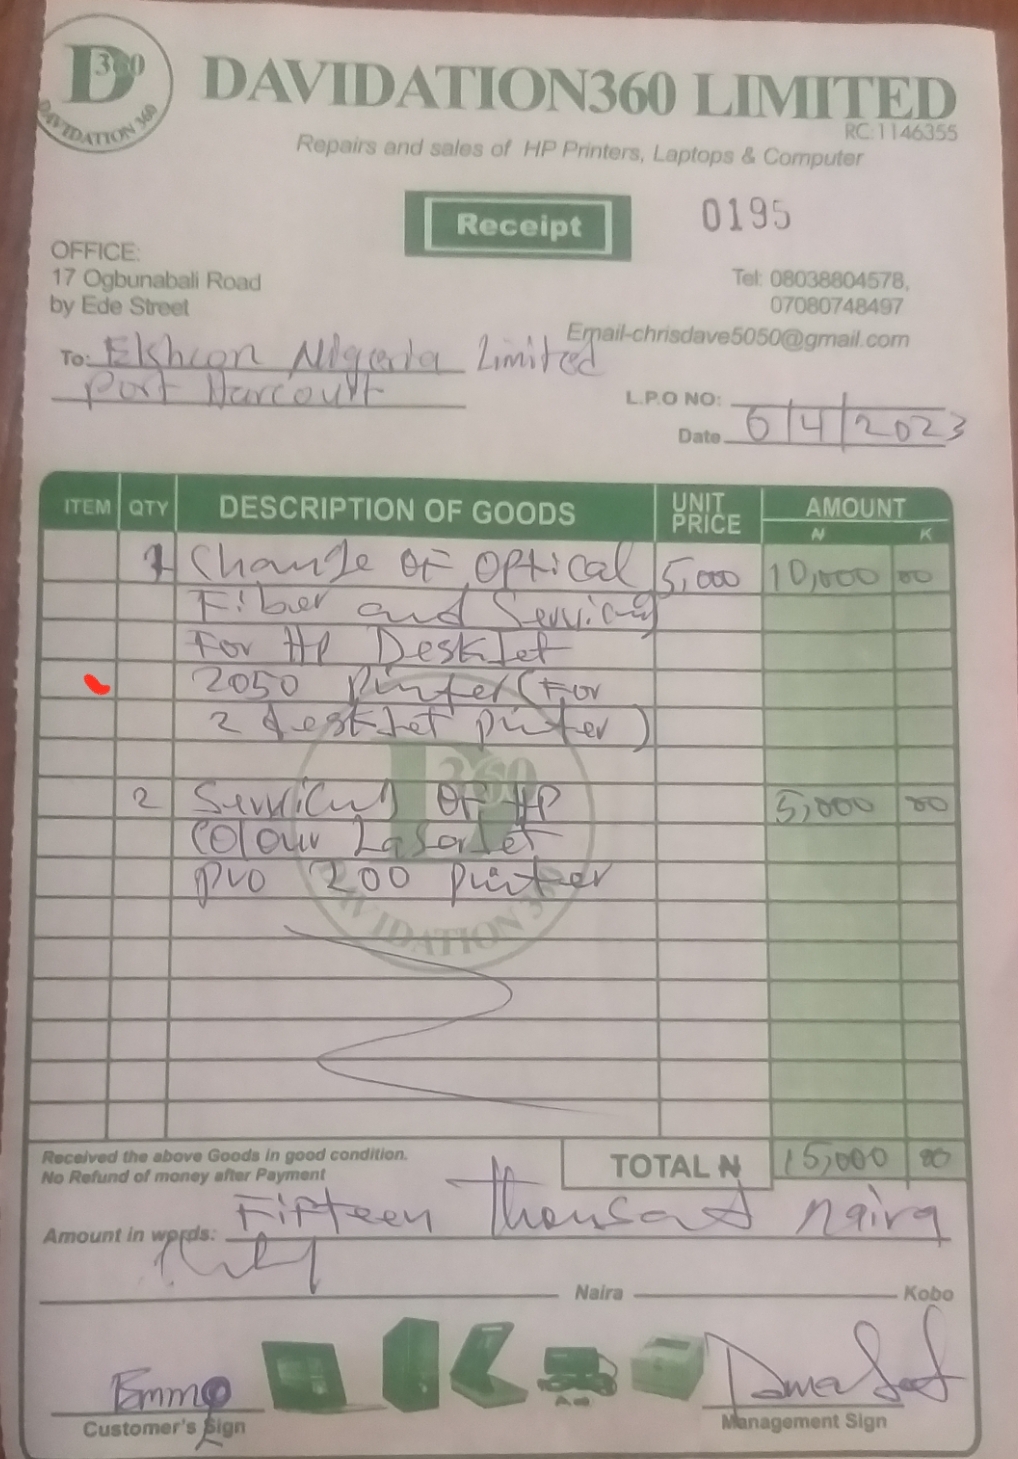 D 360
DAVIDATION 360
DAVIDATION360 LIMITED
RC:1146355
Repairs and sales of HP Printers, Laptops & Computer
Receipt
0195
OFFICE:
17 Ogbunabali Road
by Ede Street
Tel: 08038804578,
07080748497
Email-chrisdave5050@gmail.com
To: Elshcon Nigeria Limited
Port Harcourt
L.P.O NO:
Date 6/4/2023
ITEM QTY DESCRIPTION OF GOODS UNIT PRICE AMOUNT
N K
1 Change OF Optical 5,000 10,000 00
Fiber and Servicing
For HP DeskJet
2050 printer (For
2 deskJet printer)
2 Servicing OF HP 5,000 00
Colour LaserJet
pro 200 printer
360
DAVIDATION 360
Received the above Goods in good condition.
No Refund of money after Payment
TOTAL N 15,000 00
Amount in words: Fifteen thousand naira
only
Naira Kobo
Emma
Customer's Sign
Management Sign